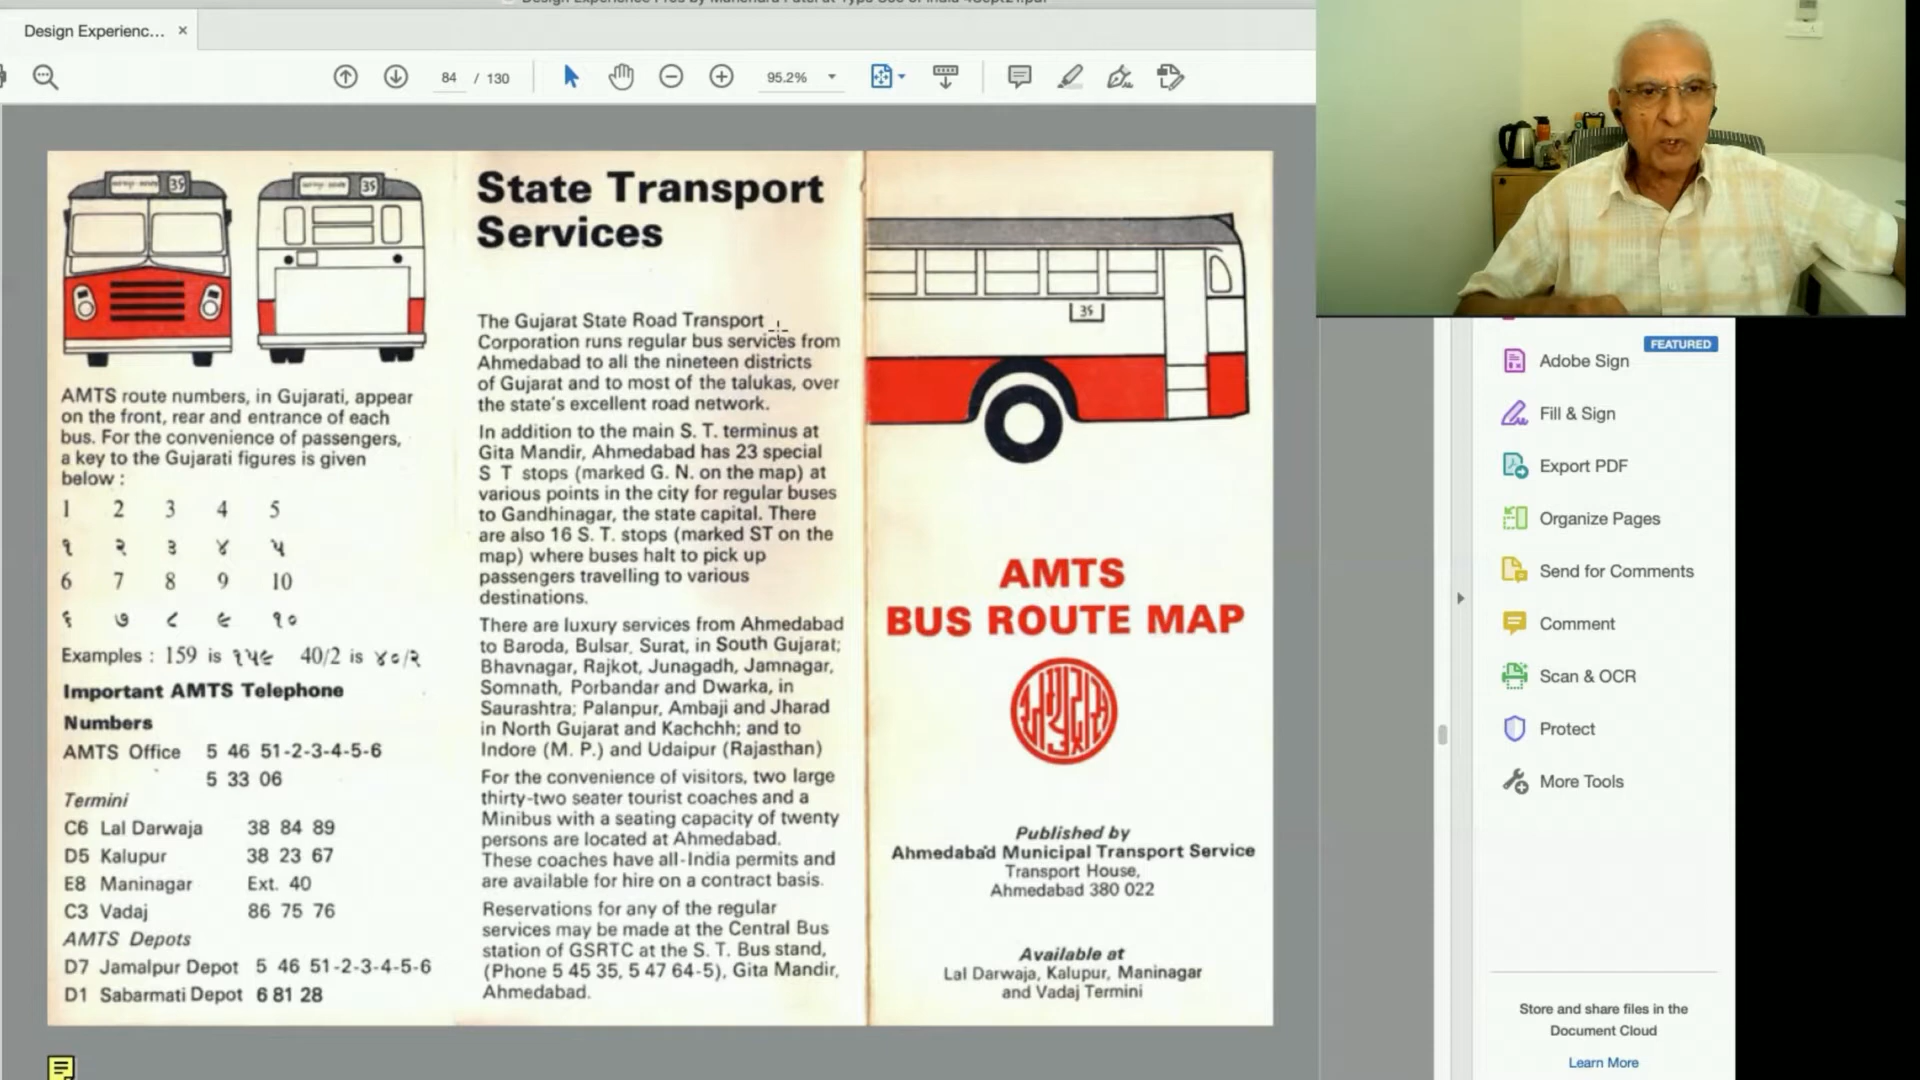 Design Experienc... ×
84 / 130
95.2%
35
35
AMTS route numbers, in Gujarati, appear
on the front, rear and entrance of each
bus. For the convenience of passengers,
a key to the Gujarati figures is given
below :
1 2 3 4 5
૧ ૨ ૩ ૪ ૫
6 7 8 9 10
૬ ૭ ૮ ૯ ૧૦
Examples : 159 is ૧૫૯ 40/2 is ૪૦/૨
Important AMTS Telephone
Numbers
AMTS Office 5 46 51-2-3-4-5-6
5 33 06
Termini
C6 Lal Darwaja 38 84 89
D5 Kalupur 38 23 67
E8 Maninagar Ext. 40
C3 Vadaj 86 75 76
AMTS Depots
D7 Jamalpur Depot 5 46 51-2-3-4-5-6
D1 Sabarmati Depot 6 81 28
State Transport
Services
The Gujarat State Road Transport
Corporation runs regular bus services from
Ahmedabad to all the nineteen districts
of Gujarat and to most of the talukas, over
the state's excellent road network.
In addition to the main S. T. terminus at
Gita Mandir, Ahmedabad has 23 special
S T stops (marked G. N. on the map) at
various points in the city for regular buses
to Gandhinagar, the state capital. There
are also 16 S. T. stops (marked ST on the
map) where buses halt to pick up
passengers travelling to various
destinations.
There are luxury services from Ahmedabad
to Baroda, Bulsar, Surat, in South Gujarat;
Bhavnagar, Rajkot, Junagadh, Jamnagar,
Somnath, Porbandar and Dwarka, in
Saurashtra; Palanpur, Ambaji and Jharad
in North Gujarat and Kachchh; and to
Indore (M. P.) and Udaipur (Rajasthan)
For the convenience of visitors, two large
thirty-two seater tourist coaches and a
Minibus with a seating capacity of twenty
persons are located at Ahmedabad.
These coaches have all-India permits and
are available for hire on a contract basis.
Reservations for any of the regular
services may be made at the Central Bus
station of GSRTC at the S. T. Bus stand,
(Phone 5 45 35, 5 47 64-5), Gita Mandir,
Ahmedabad.
AMTS
BUS ROUTE MAP
Published by
Ahmedabad Municipal Transport Service
Transport House,
Ahmedabad 380 022
Available at
Lal Darwaja, Kalupur, Maninagar
and Vadaj Termini
FEATURED
Adobe Sign
Fill & Sign
Export PDF
Organize Pages
Send for Comments
Comment
Scan & OCR
Protect
More Tools
Store and share files in the
Document Cloud
Learn More